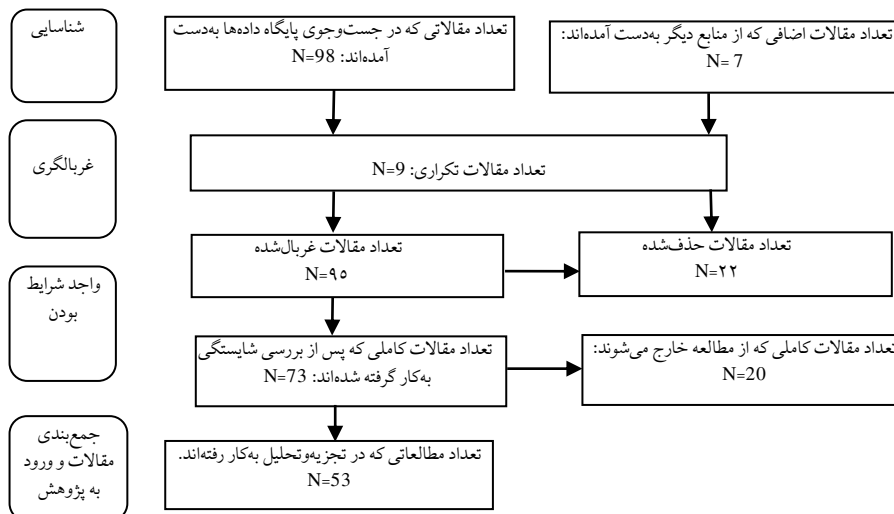 شناسایی
تعداد مقالاتی که در جست‌وجوی پایگاه داده‌ها به‌دست
آمده‌اند: N=98
تعداد مقالات اضافی که از منابع دیگر به‌دست آمده‌اند:
N= 7
غربالگری
تعداد مقالات تکراری: N=9
تعداد مقالات غربال‌شده
N=۹۵
تعداد مقالات حذف‌شده
N=۲۲
واجد شرایط
بودن
تعداد مقالات کاملی که پس از بررسی شایستگی
به‌کار گرفته شده‌اند: N=73
تعداد مقالات کاملی که از مطالعه خارج می‌شوند:
N=20
جمع‌بندی
مقالات و ورود
به پژوهش
تعداد مطالعاتی که در تجزیه‌وتحلیل به‌کار رفته‌اند.
N=53